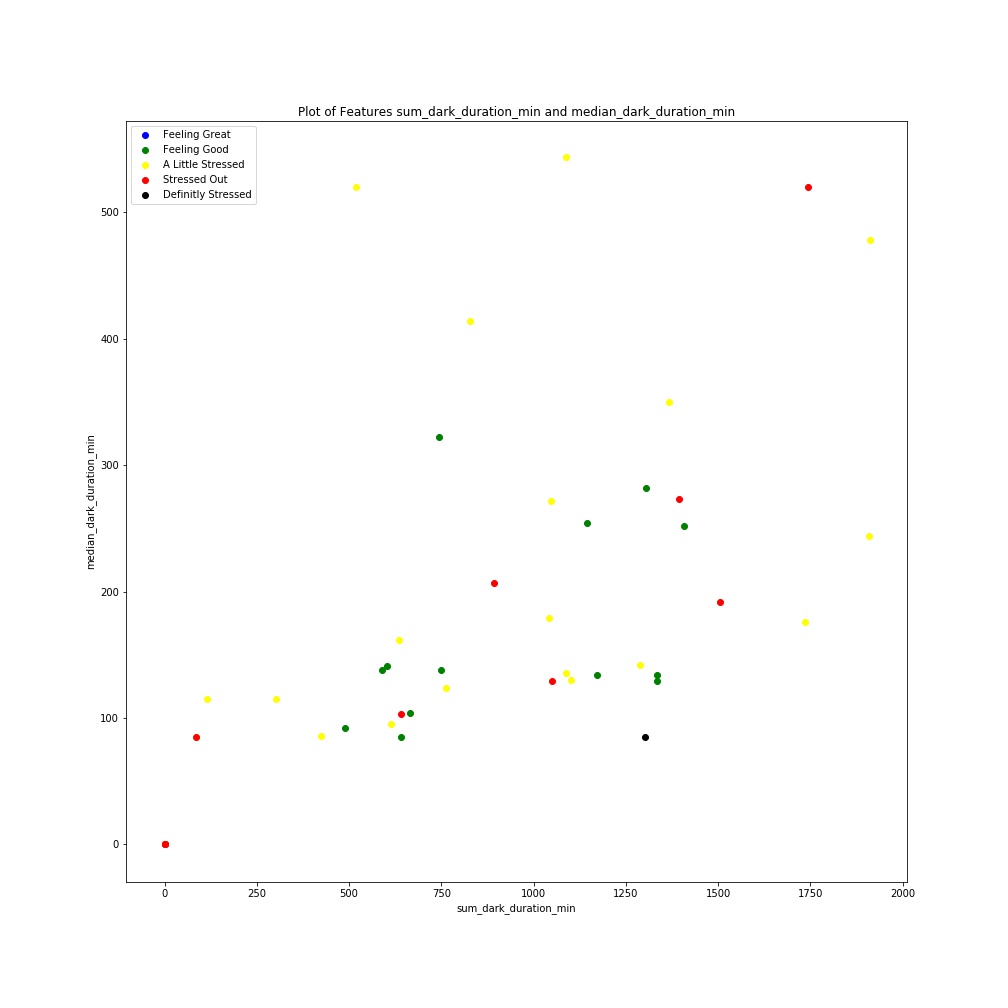 Plot of Features sum_dark_duration_min and median_dark_duration_min
Feeling Great
Feeling Good
A Little Stressed
Stressed Out
Definitly Stressed
500
400
300
200
100
0
median_dark_duration_min
0
250
500
750
1000
1250
1500
1750
2000
sum_dark_duration_min